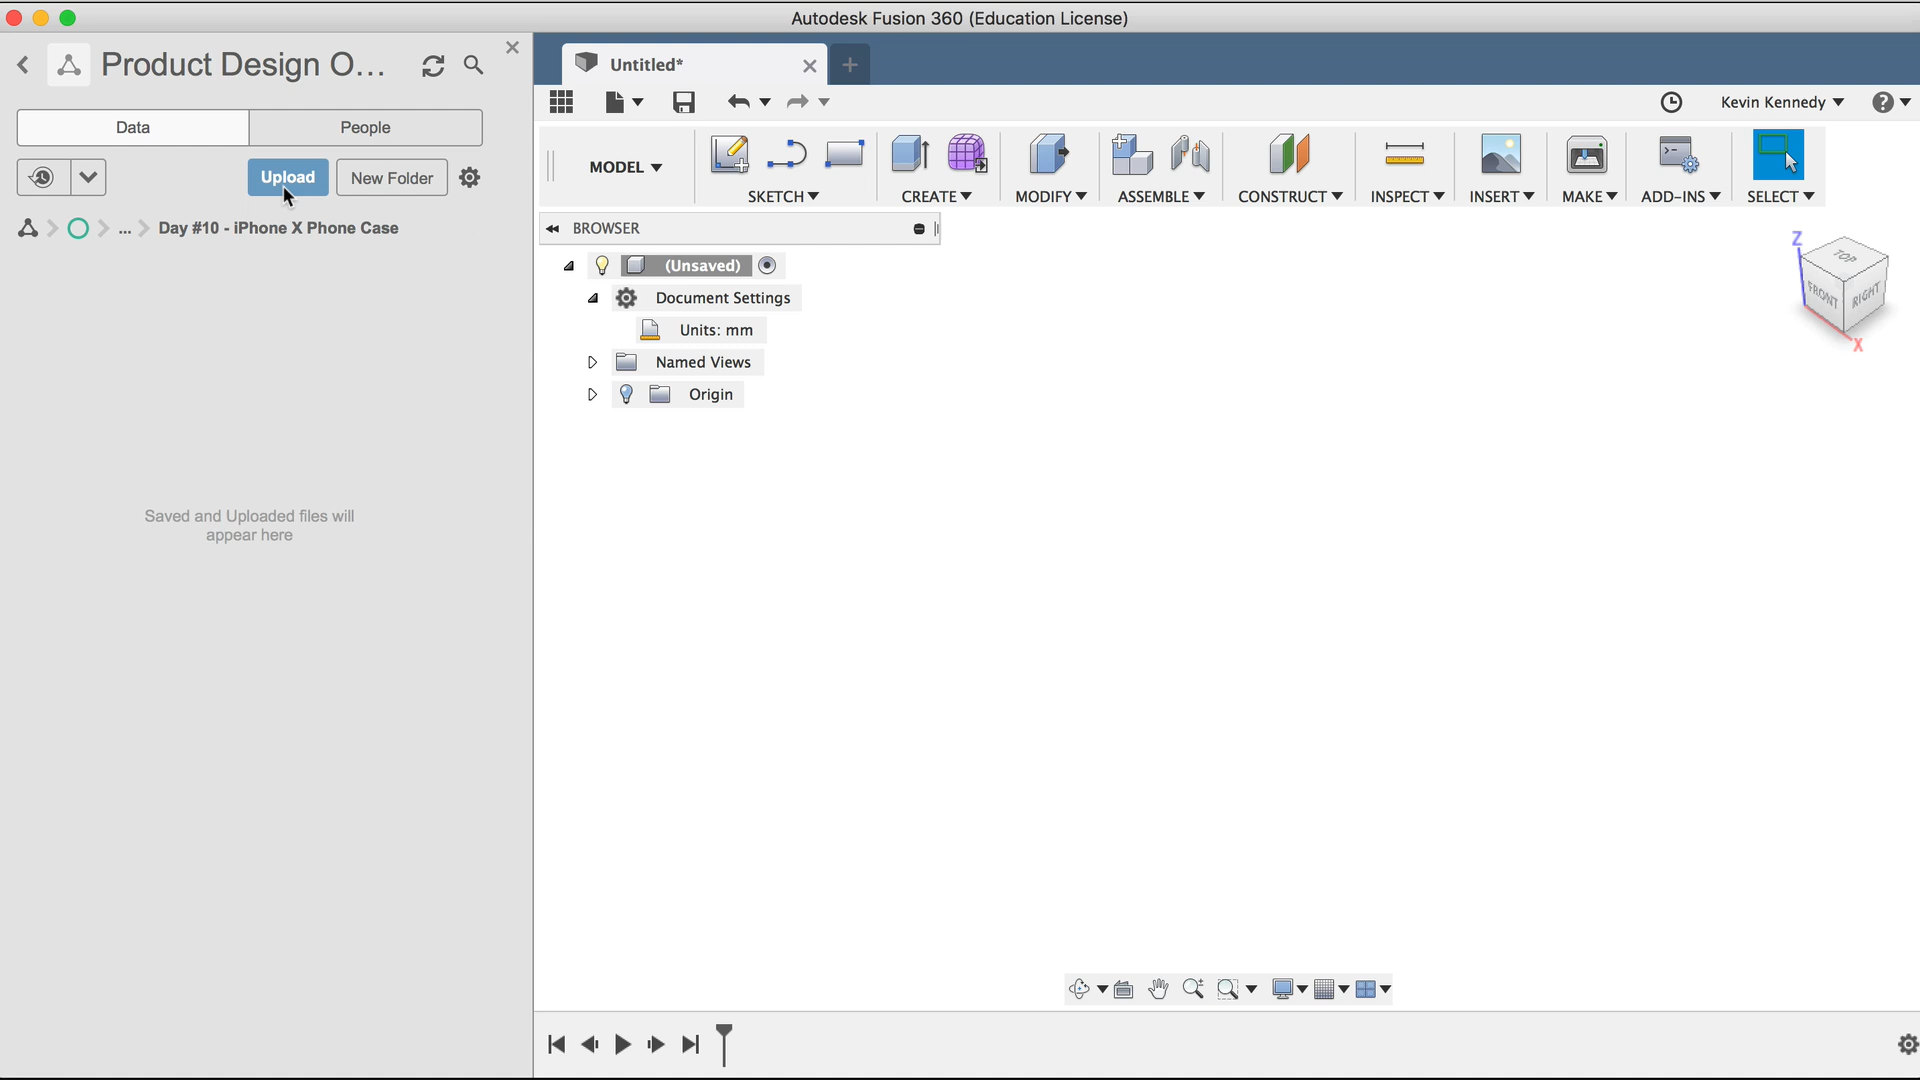 Autodesk Fusion 360 (Education License)
Product Design O...
Untitled*
Kevin Kennedy
Data
People
Upload
New Folder
MODEL
SKETCH
CREATE
MODIFY
ASSEMBLE
CONSTRUCT
INSPECT
INSERT
MAKE
ADD-INS
SELECT
... Day #10 - iPhone X Phone Case
BROWSER
(Unsaved)
Document Settings
Units: mm
Named Views
Origin
Z
TOP
FRONT
RIGHT
X
Saved and Uploaded files will
appear here